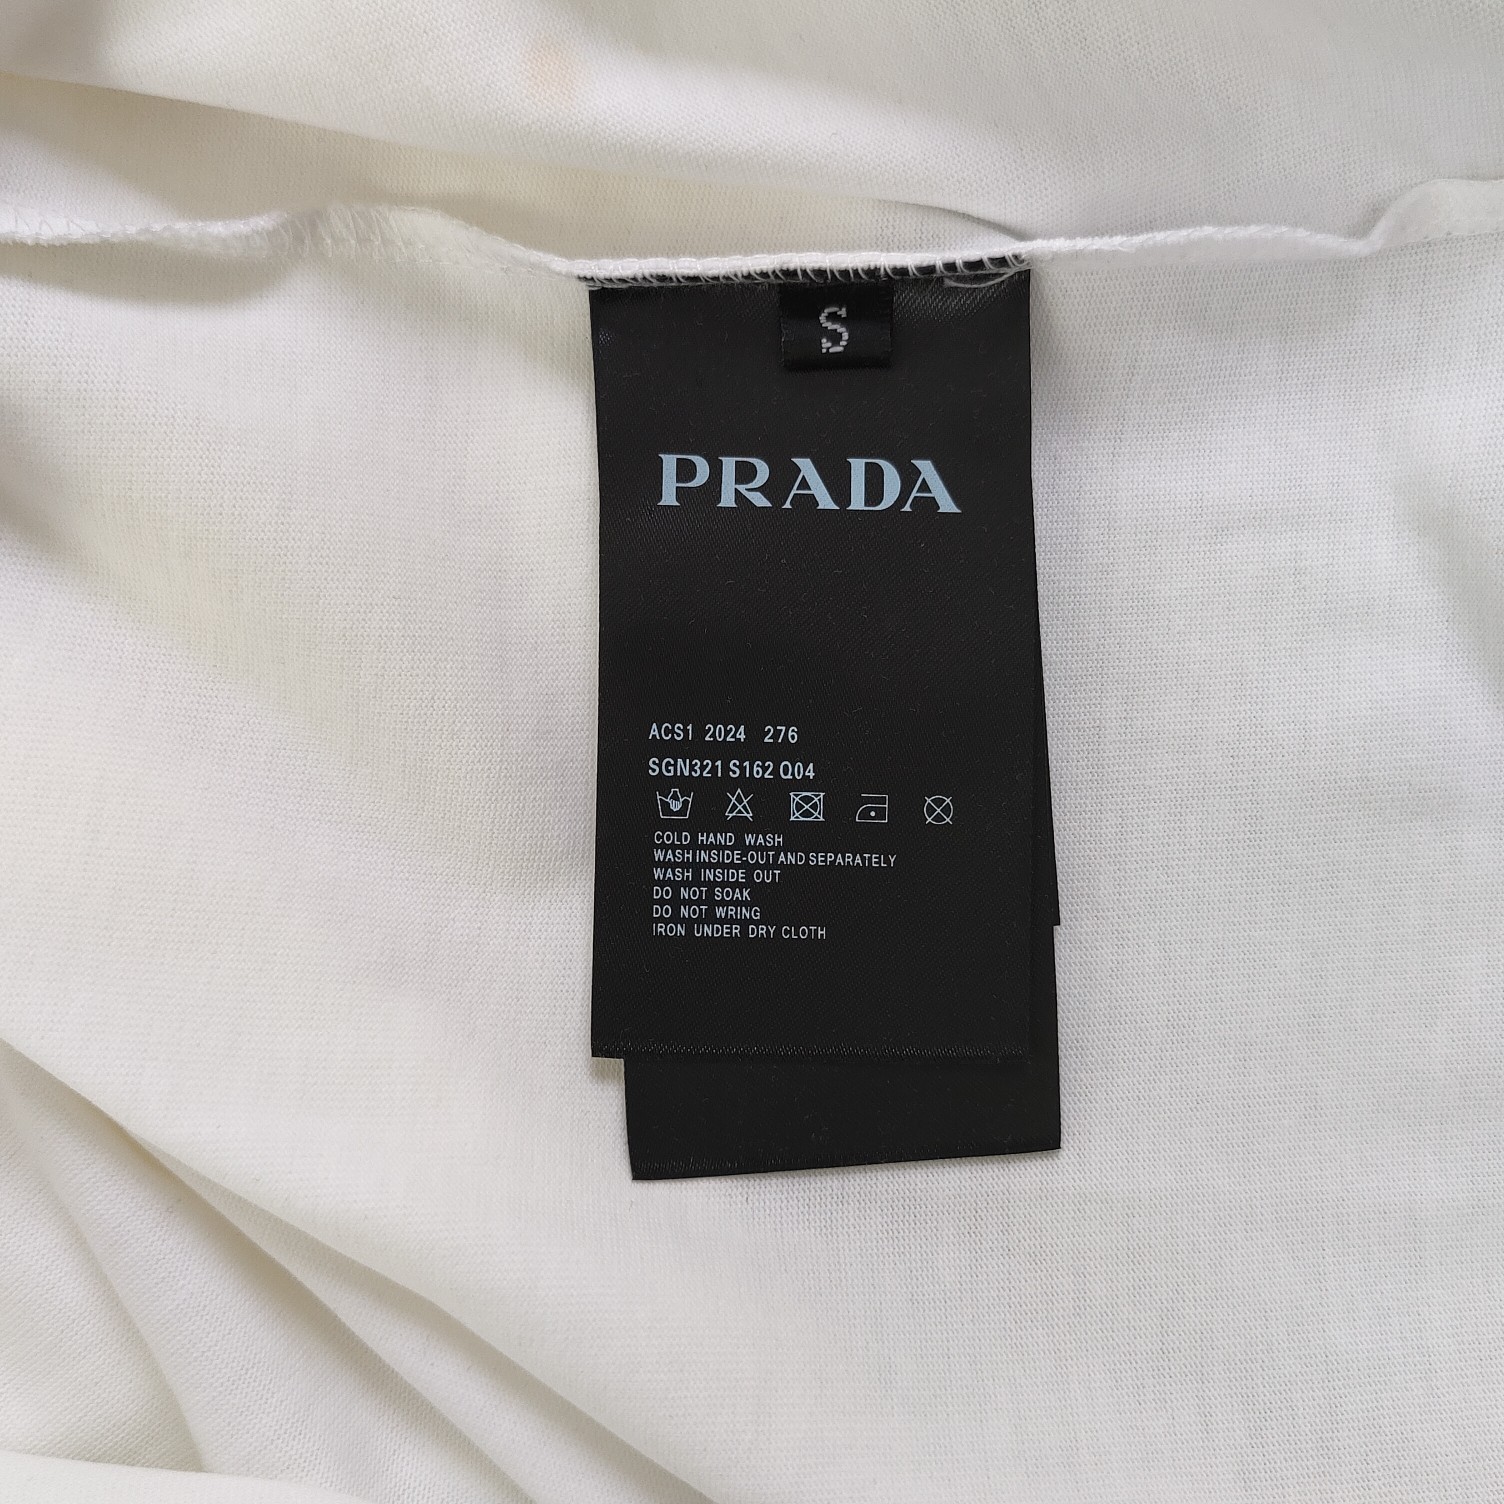 S
PRADA
ACS1 2024 276
SGN321 S162 Q04
COLD HAND WASH
WASH INSIDE-OUT AND SEPARATELY
WASH INSIDE OUT
DO NOT SOAK
DO NOT WRING
IRON UNDER DRY CLOTH